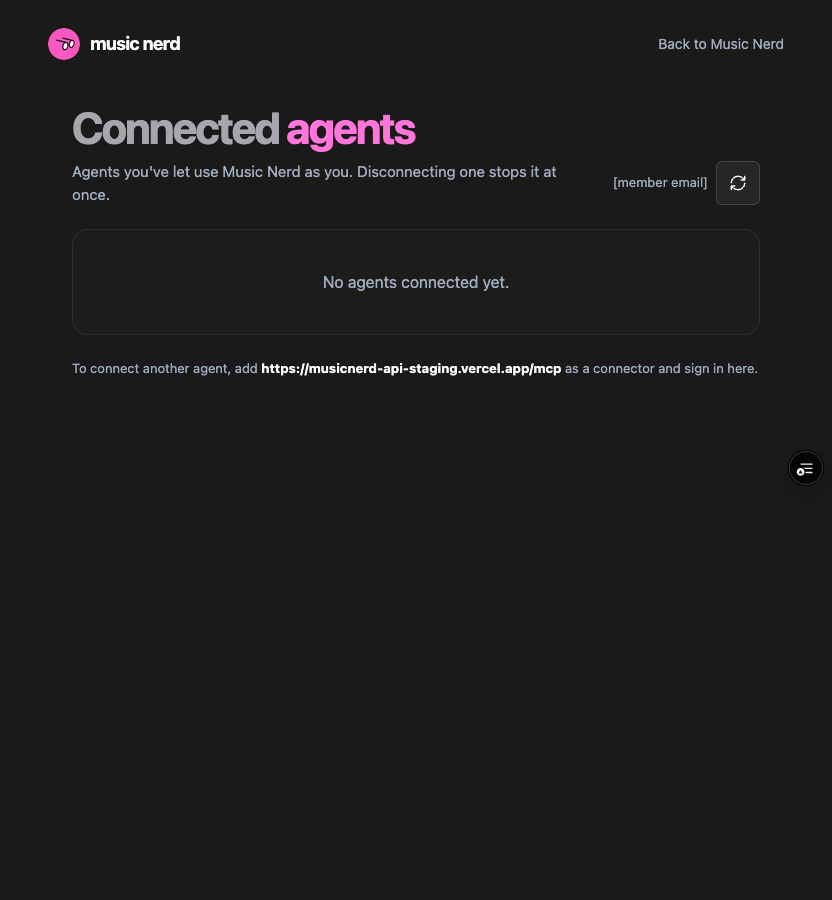 music nerd
Back to Music Nerd
Connected agents
Agents you've let use Music Nerd as you. Disconnecting one stops it at
once.
[member email]
No agents connected yet.
To connect another agent, add https://musicnerd-api-staging.vercel.app/mcp as a connector and sign in here.